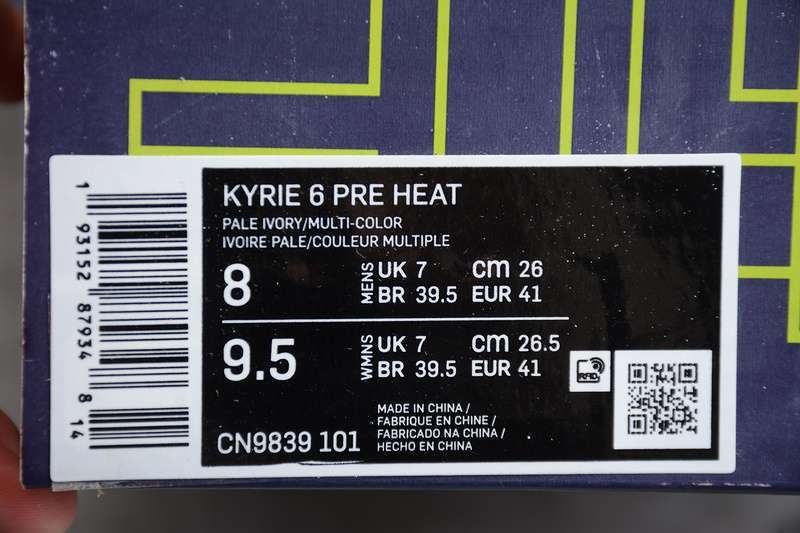 KYRIE 6 PRE HEAT
PALE IVORY/MULTI-COLOR
IVOIRE PALE/COULEUR MULTIPLE
8 MENS UK 7 cm 26
BR 39.5 EUR 41
9.5 WMNS UK 7 cm 26.5
BR 39.5 EUR 41
RFID
CN9839 101
MADE IN CHINA /
FABRIQUE EN CHINE /
FABRICADO NA CHINA /
HECHO EN CHINA
1 93152 87934 8 14